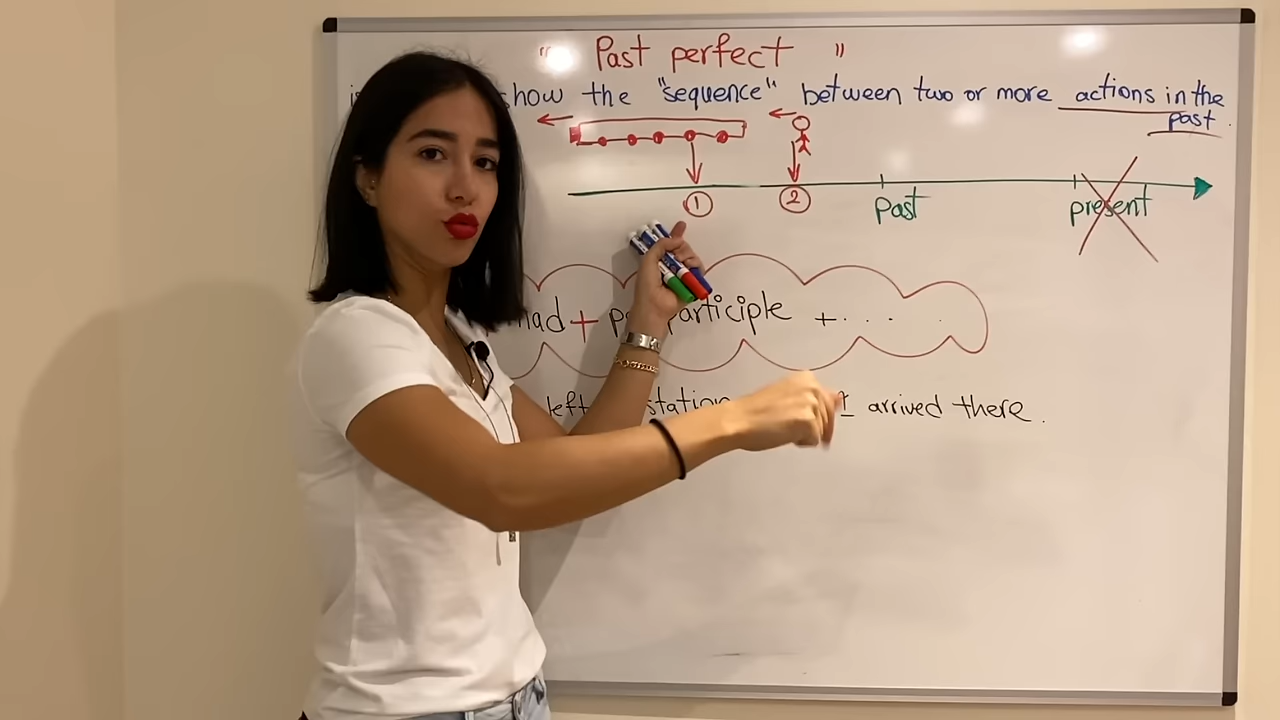 " Past perfect "
show the "sequence" between two or more actions in the
past
① ② past present
had + participle + . . . .
left station arrived there .